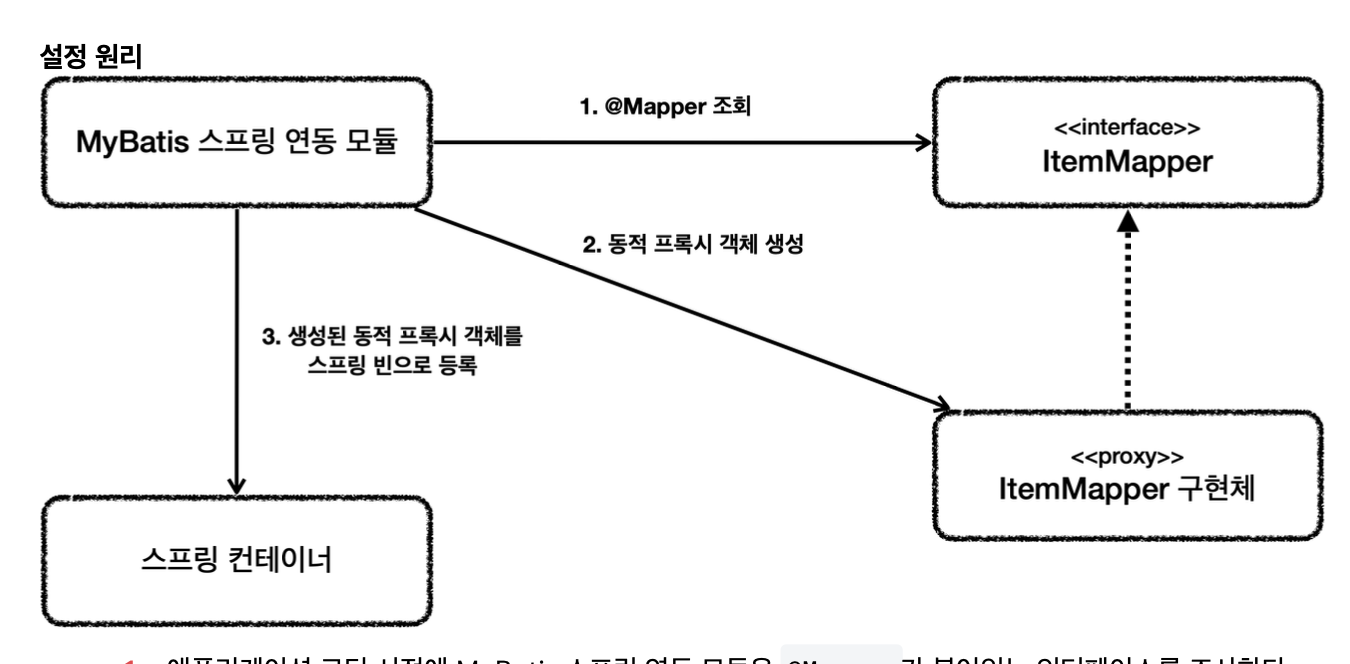 설정 원리
MyBatis 스프링 연동 모듈
1. @Mapper 조회
<<interface>>
ItemMapper
2. 동적 프록시 객체 생성
3. 생성된 동적 프록시 객체를
스프링 빈으로 등록
<<proxy>>
ItemMapper 구현체
스프링 컨테이너